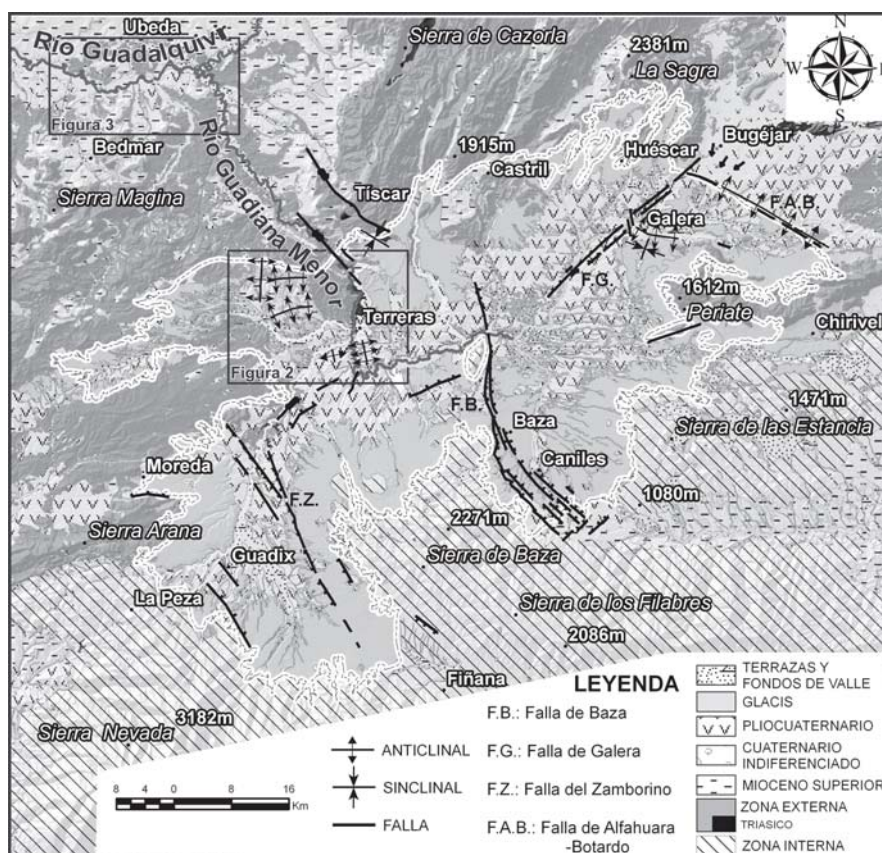 Ubeda
Río Guadalquivir
Sierra de Cazorla
2381m
La Sagra
N
W
E
S
Figura 3
Bedmar
Río Guadiana Menor
1915m
Castril
Huéscar
Bugéjar
Sierra Magina
Tíscar
F.A.B.
Galera
F.G.
1612m
Periate
Terreras
Chirivel
Figura 2
F.B.
1471m
Sierra de las Estancia
Baza
Caniles
Moreda
F.Z.
1080m
2271m
Sierra Arana
Sierra de Baza
Guadix
La Peza
Sierra de los Filabres
2086m
Fiñana
Sierra Nevada
3182m
LEYENDA
F.B.: Falla de Baza
ANTICLINAL
F.G.: Falla de Galera
SINCLINAL
F.Z.: Falla del Zamborino
FALLA
F.A.B.: Falla de Alfahuara
-Botardo
8 4 0 8 16
Km
TERRAZAS Y
FONDOS DE VALLE
GLACIS
PLIOCUATERNARIO
CUATERNARIO
INDIFERENCIADO
MIOCENO SUPERIOR
ZONA EXTERNA
TRIASICO
ZONA INTERNA